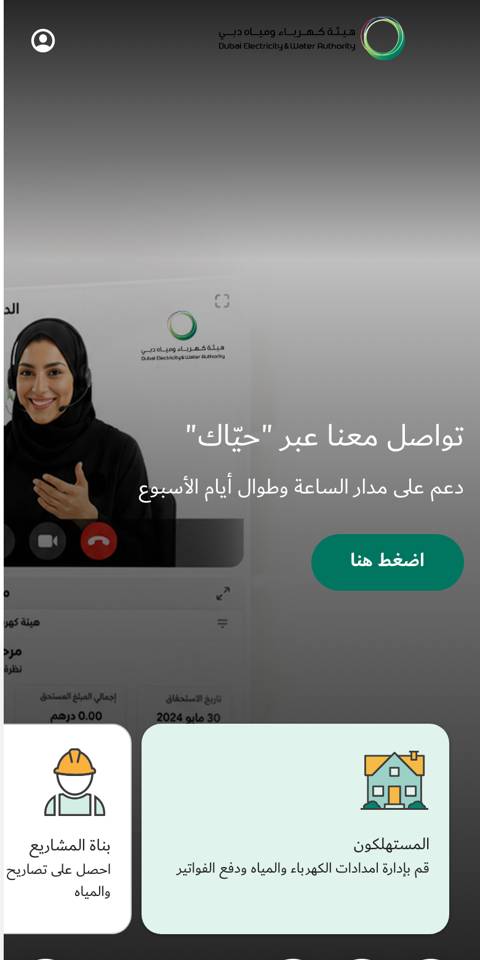 هيئة كهرباء ومياه دبي
Dubai Electricity & Water Authority
هيئة كهرباء ومياه دبي
Dubai Electricity & Water Authority
تواصل معنا عبر "حيّاك"
دعم على مدار الساعة وطوال أيام الأسبوع
اضغط هنا
هيئة
نظرة
تاريخ الاستحقاق
30 مايو 2024
إجمالي المبلغ المستحق
0.00 درهم
المستهلكون
قم بإدارة امدادات الكهرباء والمياه ودفع الفواتير
بناة المشاريع
احصل على تصاريح
والمياه